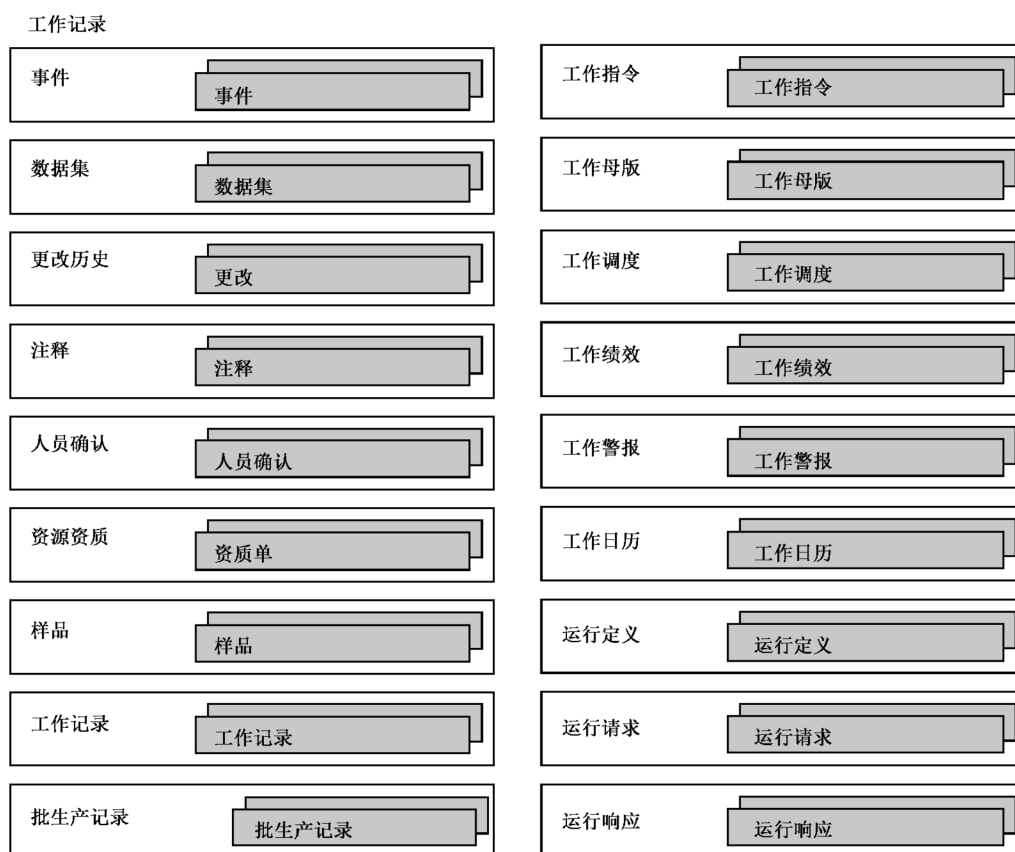 工作记录
事件
事件
数据集
数据集
更改历史
更改
注释
注释
人员确认
人员确认
资源资质
资质单
样品
样品
工作记录
工作记录
批生产记录
批生产记录
工作指令
工作指令
工作母版
工作母版
工作调度
工作调度
工作绩效
工作绩效
工作警报
工作警报
工作日历
工作日历
运行定义
运行定义
运行请求
运行请求
运行响应
运行响应